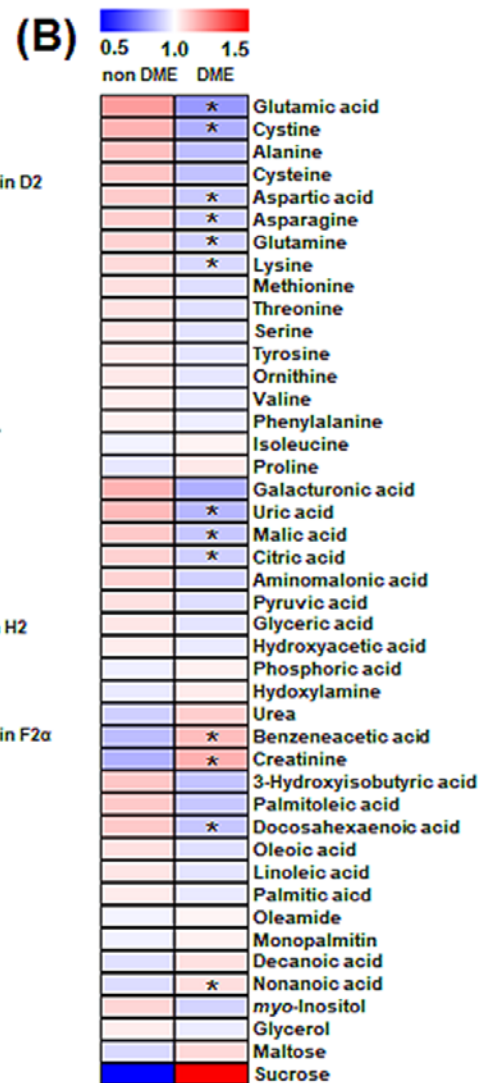 (B)
0.5 1.0 1.5
non DME DME
* Glutamic acid
* Cystine
Alanine
Cysteine
in D2
* Aspartic acid
* Asparagine
* Glutamine
* Lysine
Methionine
Threonine
Serine
Tyrosine
Ornithine
Valine
Phenylalanine
Isoleucine
Proline
Galacturonic acid
* Uric acid
* Malic acid
* Citric acid
Aminomalonic acid
Pyruvic acid
H2
Glyceric acid
Hydroxyacetic acid
Phosphoric acid
Hydoxylamine
Urea
in F2α
* Benzeneacetic acid
* Creatinine
3-Hydroxyisobutyric acid
Palmitoleic acid
* Docosahexaenoic acid
Oleoic acid
Linoleic acid
Palmitic aicd
Oleamide
Monopalmitin
Decanoic acid
* Nonanoic acid
myo-Inositol
Glycerol
Maltose
Sucrose